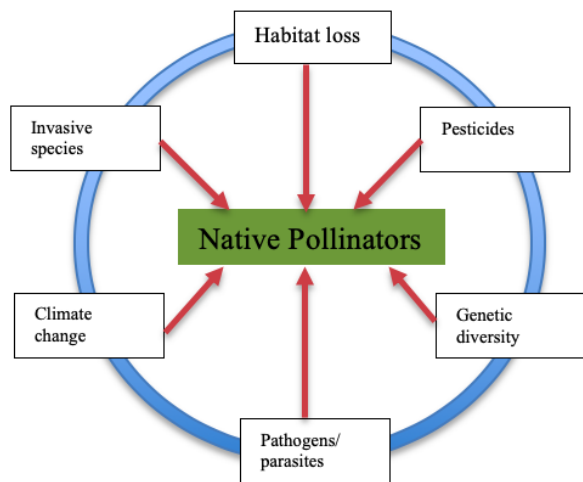 Habitat loss
Invasive
species
Pesticides
Native Pollinators
Climate
change
Genetic
diversity
Pathogens/
parasites